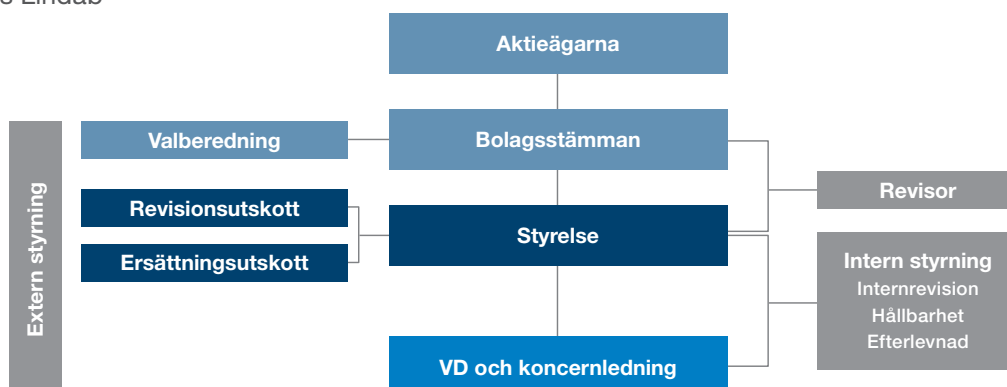 s Lindab
Aktieägarna
Valberedning
Bolagsstämman
Revisionsutskott
Ersättningsutskott
Styrelse
Revisor
Extern styrning
Intern styrning
Internrevision
Hållbarhet
Efterlevnad
VD och koncernledning